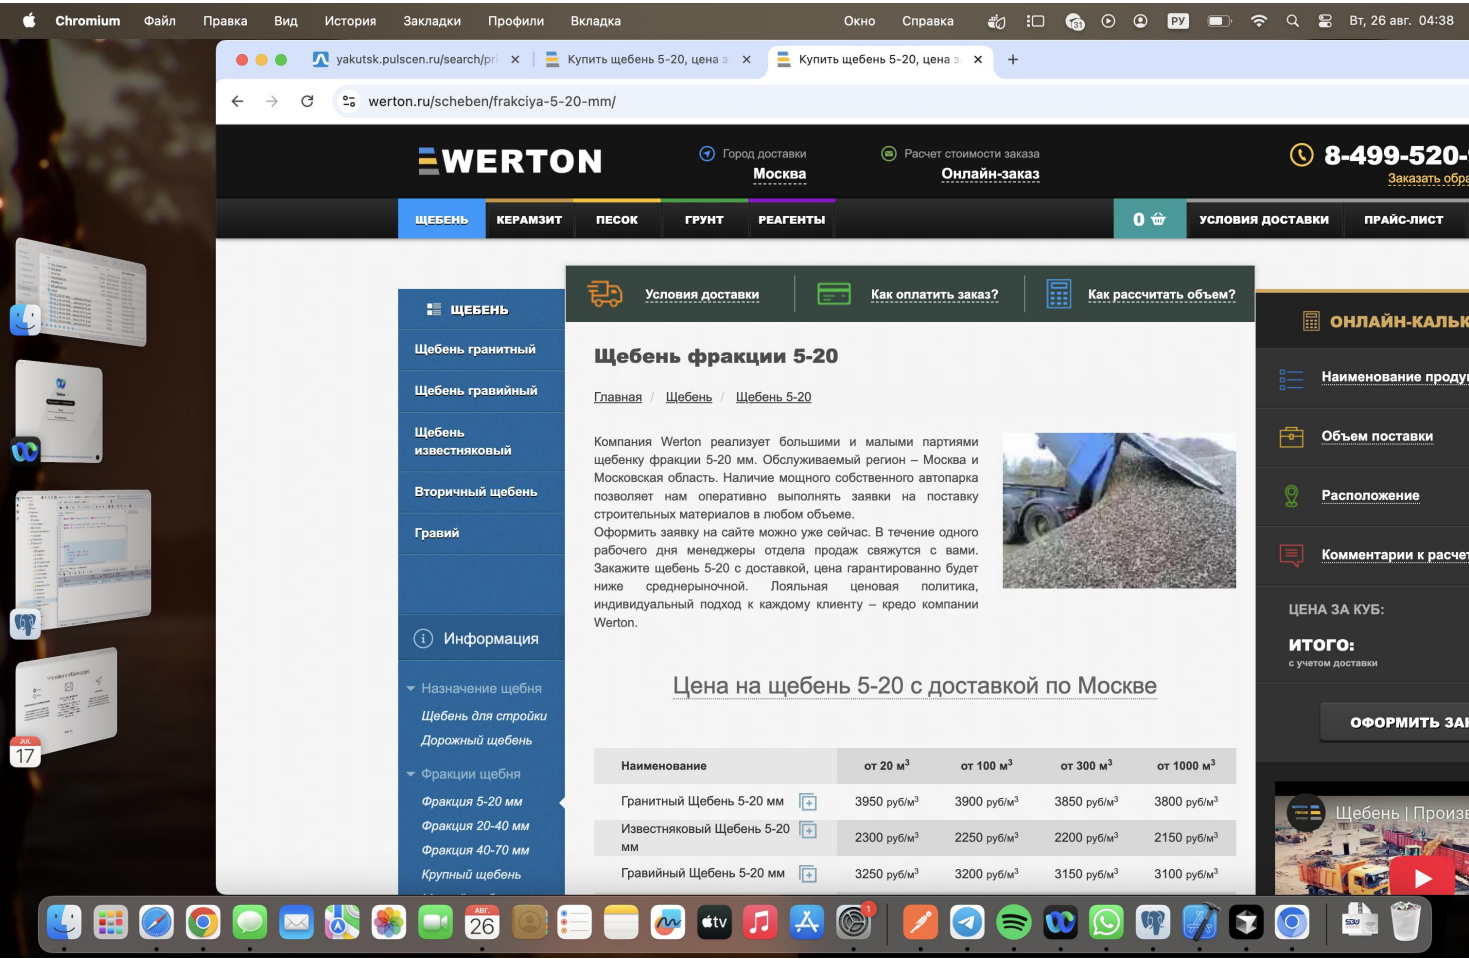 Chromium Файл Правка Вид История Закладки Профили Вкладка Окно Справка РУ Вт, 26 авг. 04:38
yakutsk.pulscen.ru/search/pri Купить щебень 5-20, цена з Купить щебень 5-20, цена з
werton.ru/scheben/frakciya-5-20-mm/
WERTON
Город доставки
Москва
Расчет стоимости заказа
Онлайн-заказ
8-499-520-
Заказать обра
ЩЕБЕНЬ КЕРАМЗИТ ПЕСОК ГРУНТ РЕАГЕНТЫ 0 УСЛОВИЯ ДОСТАВКИ ПРАЙС-ЛИСТ
Условия доставки Как оплатить заказ? Как рассчитать объем?
ЩЕБЕНЬ
Щебень гранитный
Щебень гравийный
Щебень
известняковый
Вторичный щебень
Гравий
Информация
Назначение щебня
Щебень для стройки
Дорожный щебень
Фракции щебня
Фракция 5-20 мм
Фракция 20-40 мм
Фракция 40-70 мм
Крупный щебень
Щебень фракции 5-20
Главная / Щебень / Щебень 5-20
Компания Werton реализует большими и малыми партиями
щебенку фракции 5-20 мм. Обслуживаемый регион – Москва и
Московская область. Наличие мощного собственного автопарка
позволяет нам оперативно выполнять заявки на поставку
строительных материалов в любом объеме.
Оформить заявку на сайте можно уже сейчас. В течение одного
рабочего дня менеджеры отдела продаж свяжутся с вами.
Закажите щебень 5-20 с доставкой, цена гарантированно будет
ниже среднерыночной. Лояльная ценовая политика,
индивидуальный подход к каждому клиенту – кредо компании
Werton.
Цена на щебень 5-20 с доставкой по Москве
Наименование от 20 м³ от 100 м³ от 300 м³ от 1000 м³
Гранитный Щебень 5-20 мм 3950 руб/м³ 3900 руб/м³ 3850 руб/м³ 3800 руб/м³
Известняковый Щебень 5-20
мм 2300 руб/м³ 2250 руб/м³ 2200 руб/м³ 2150 руб/м³
Гравийный Щебень 5-20 мм 3250 руб/м³ 3200 руб/м³ 3150 руб/м³ 3100 руб/м³
ОНЛАЙН-КАЛЬК
Наименование проду
Объем поставки
Расположение
Комментарии к расчет
ЦЕНА ЗА КУБ:
ИТОГО:
с учетом доставки
ОФОРМИТЬ ЗА
Щебень | Произв
JUL
17
АВГ.
26
tv
1